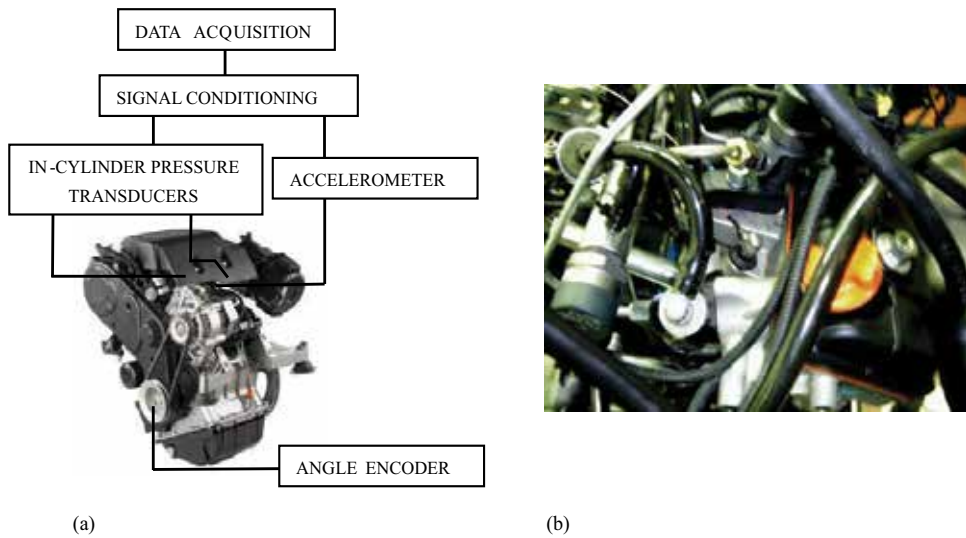 DATA ACQUISITION
SIGNAL CONDITIONING
IN-CYLINDER PRESSURE
TRANSDUCERS
ACCELEROMETER
ANGLE ENCODER
(a)
(b)